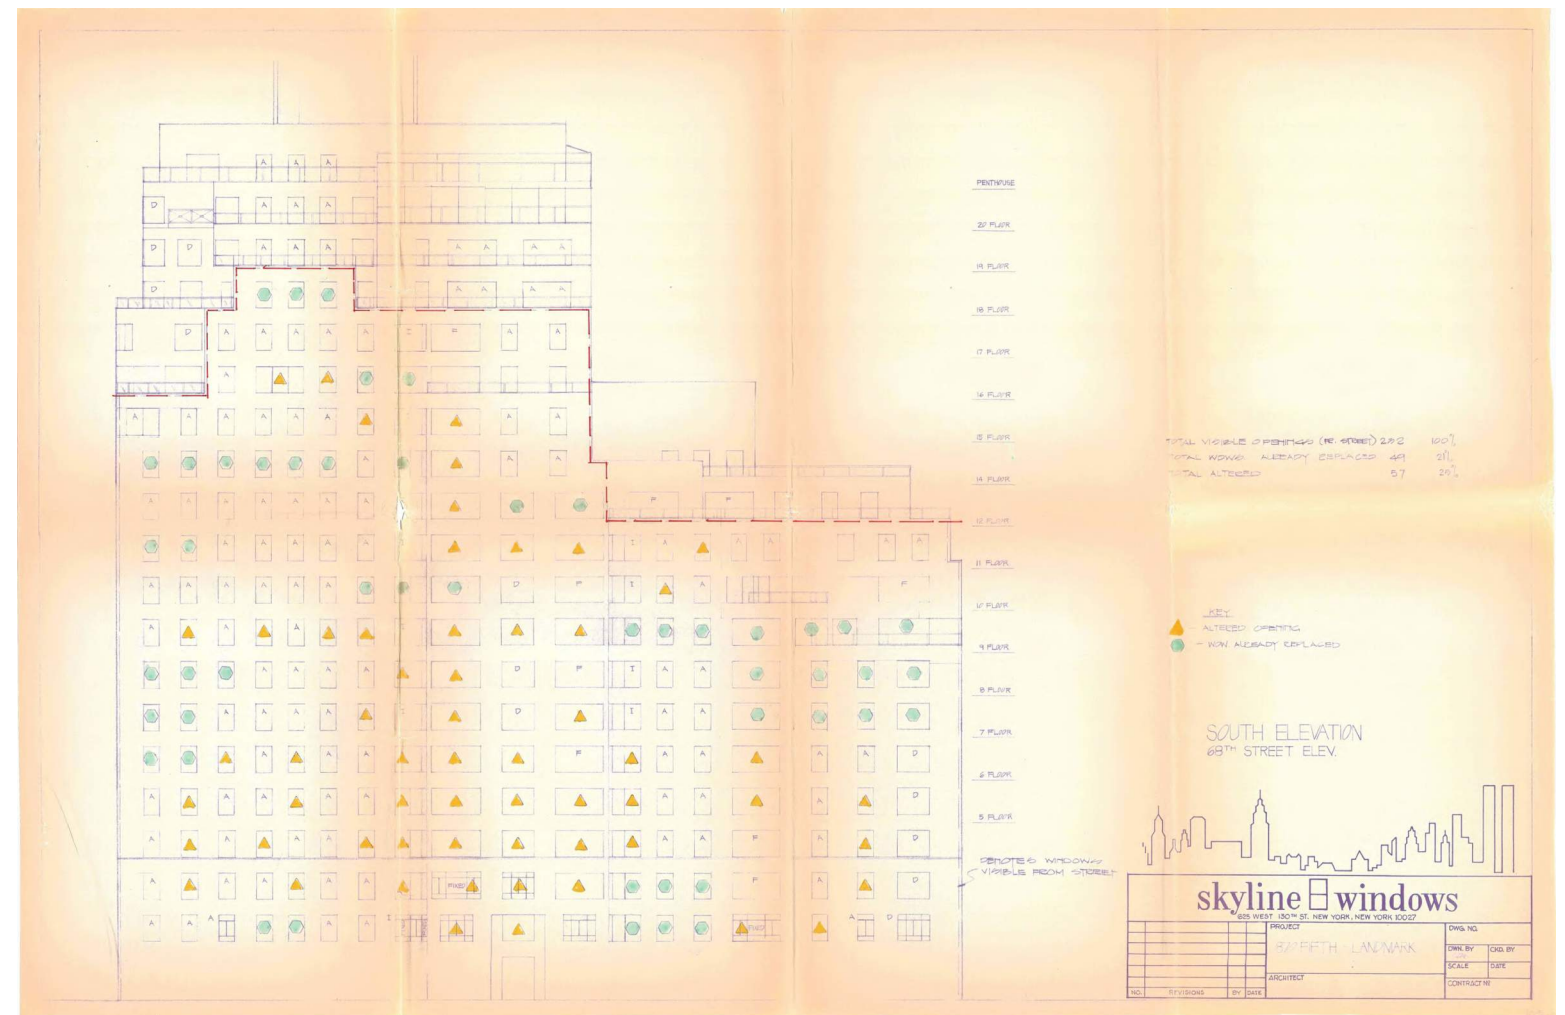 A A A
PENTHOUSE
D A A A
20 FLOOR
D D A A A A A A A
19 FLOOR
D A A A A
18 FLOOR
D A A A A A I F A A
17 FLOOR
A
16 FLOOR
A A A A A A A A
15 FLOOR
A A
TOTAL VISIBLE OPENINGS (FR. STREET) 202 100%
TOTAL WDWS. ALREADY REPLACED 49
TOTAL ALTERED 57 25%
14 FLOOR
A A A A A A A F F
A A A A A I A A A A A
11 FLOOR
A A A A A A D F I A F
10 FLOOR
KEY
ALTERED OPENING
- WDW. ALREADY REPLACED
A A A
9 FLOOR
A A A A D F I A A
8 FLOOR
A A A A D I A A
7 FLOOR
SOUTH ELEVATION
68TH STREET ELEV.
A A A A F A A A A D
6 FLOOR
A A A A A A A A D
5 FLOOR
A A A A A F D
DENOTES WINDOWS
VISIBLE FROM STREET
A A A A A FIXED F D
A A A A A A D
skyline windows
625 WEST 130TH ST. NEW YORK, NEW YORK 10027
PROJECT
820 FIFTH LANDMARK
DWG. NO.
DWN. BY CKD. BY
SCALE DATE
ARCHITECT
CONTRACT Nº
NO. REVISIONS BY DATE